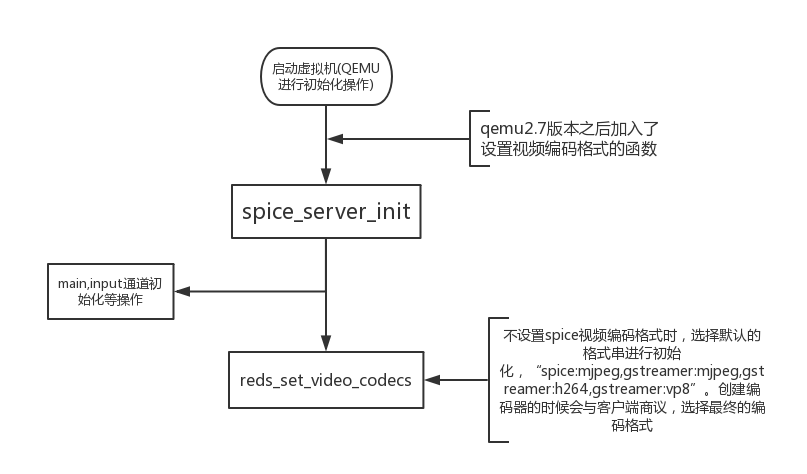 启动虚拟机(QEMU
进行初始化操作)
qemu2.7版本之后加入了
设置视频编码格式的函数
spice_server_init
main,input通道初
始化等操作
不设置spice视频编码格式时，选择默认的
格式串进行初始
化，“spice:mjpeg,gstreamer:mjpeg,gst
reamer:h264,gstreamer:vp8”。创建编
码器的时候会与客户端商议，选择最终的编
码格式
reds_set_video_codecs